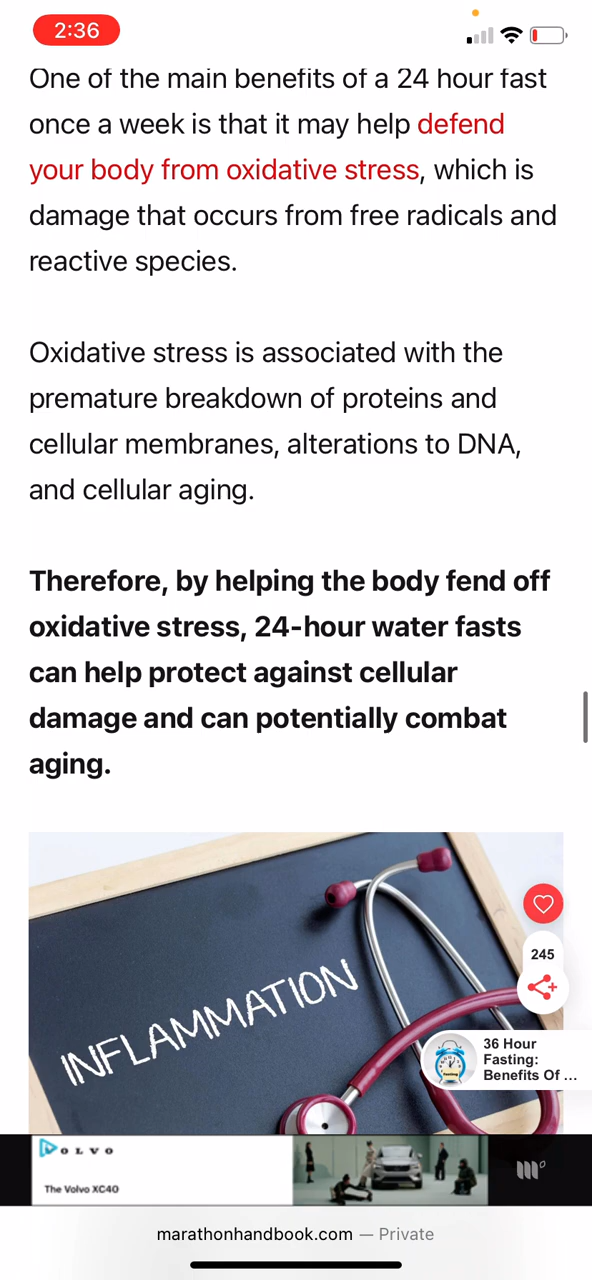 2:36
One of the main benefits of a 24 hour fast
once a week is that it may help defend
your body from oxidative stress, which is
damage that occurs from free radicals and
reactive species.
Oxidative stress is associated with the
premature breakdown of proteins and
cellular membranes, alterations to DNA,
and cellular aging.
Therefore, by helping the body fend off
oxidative stress, 24-hour water fasts
can help protect against cellular
damage and can potentially combat
aging.
INFLAMMATION
245
36 Hour
Fasting:
Benefits Of ...
VOLVO
The Volvo XC40
marathonhandbook.com — Private